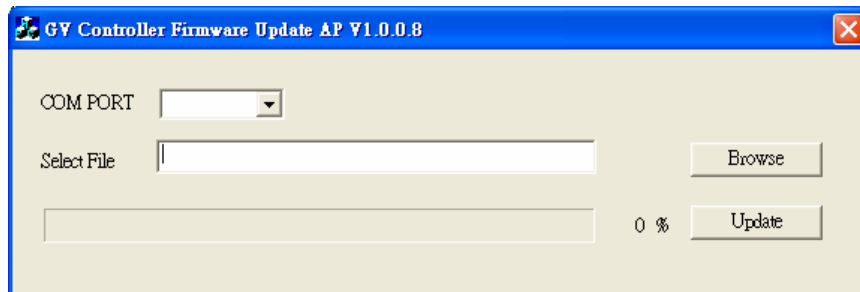 GV Controller Firmware Update AP V1.0.0.8
COM PORT
Select File
Browse
0 %
Update